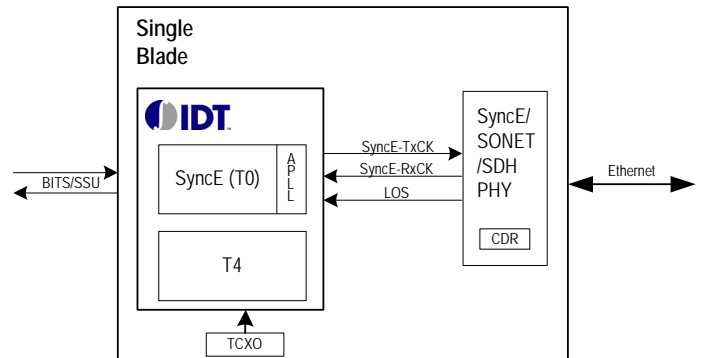 Single
Blade
IDT
SyncE (T0)
APLL
T4
TCXO
BITS/SSU
SyncE-TxCK
SyncE-RxCK
LOS
SyncE/
SONET
/SDH
PHY
CDR
Ethernet